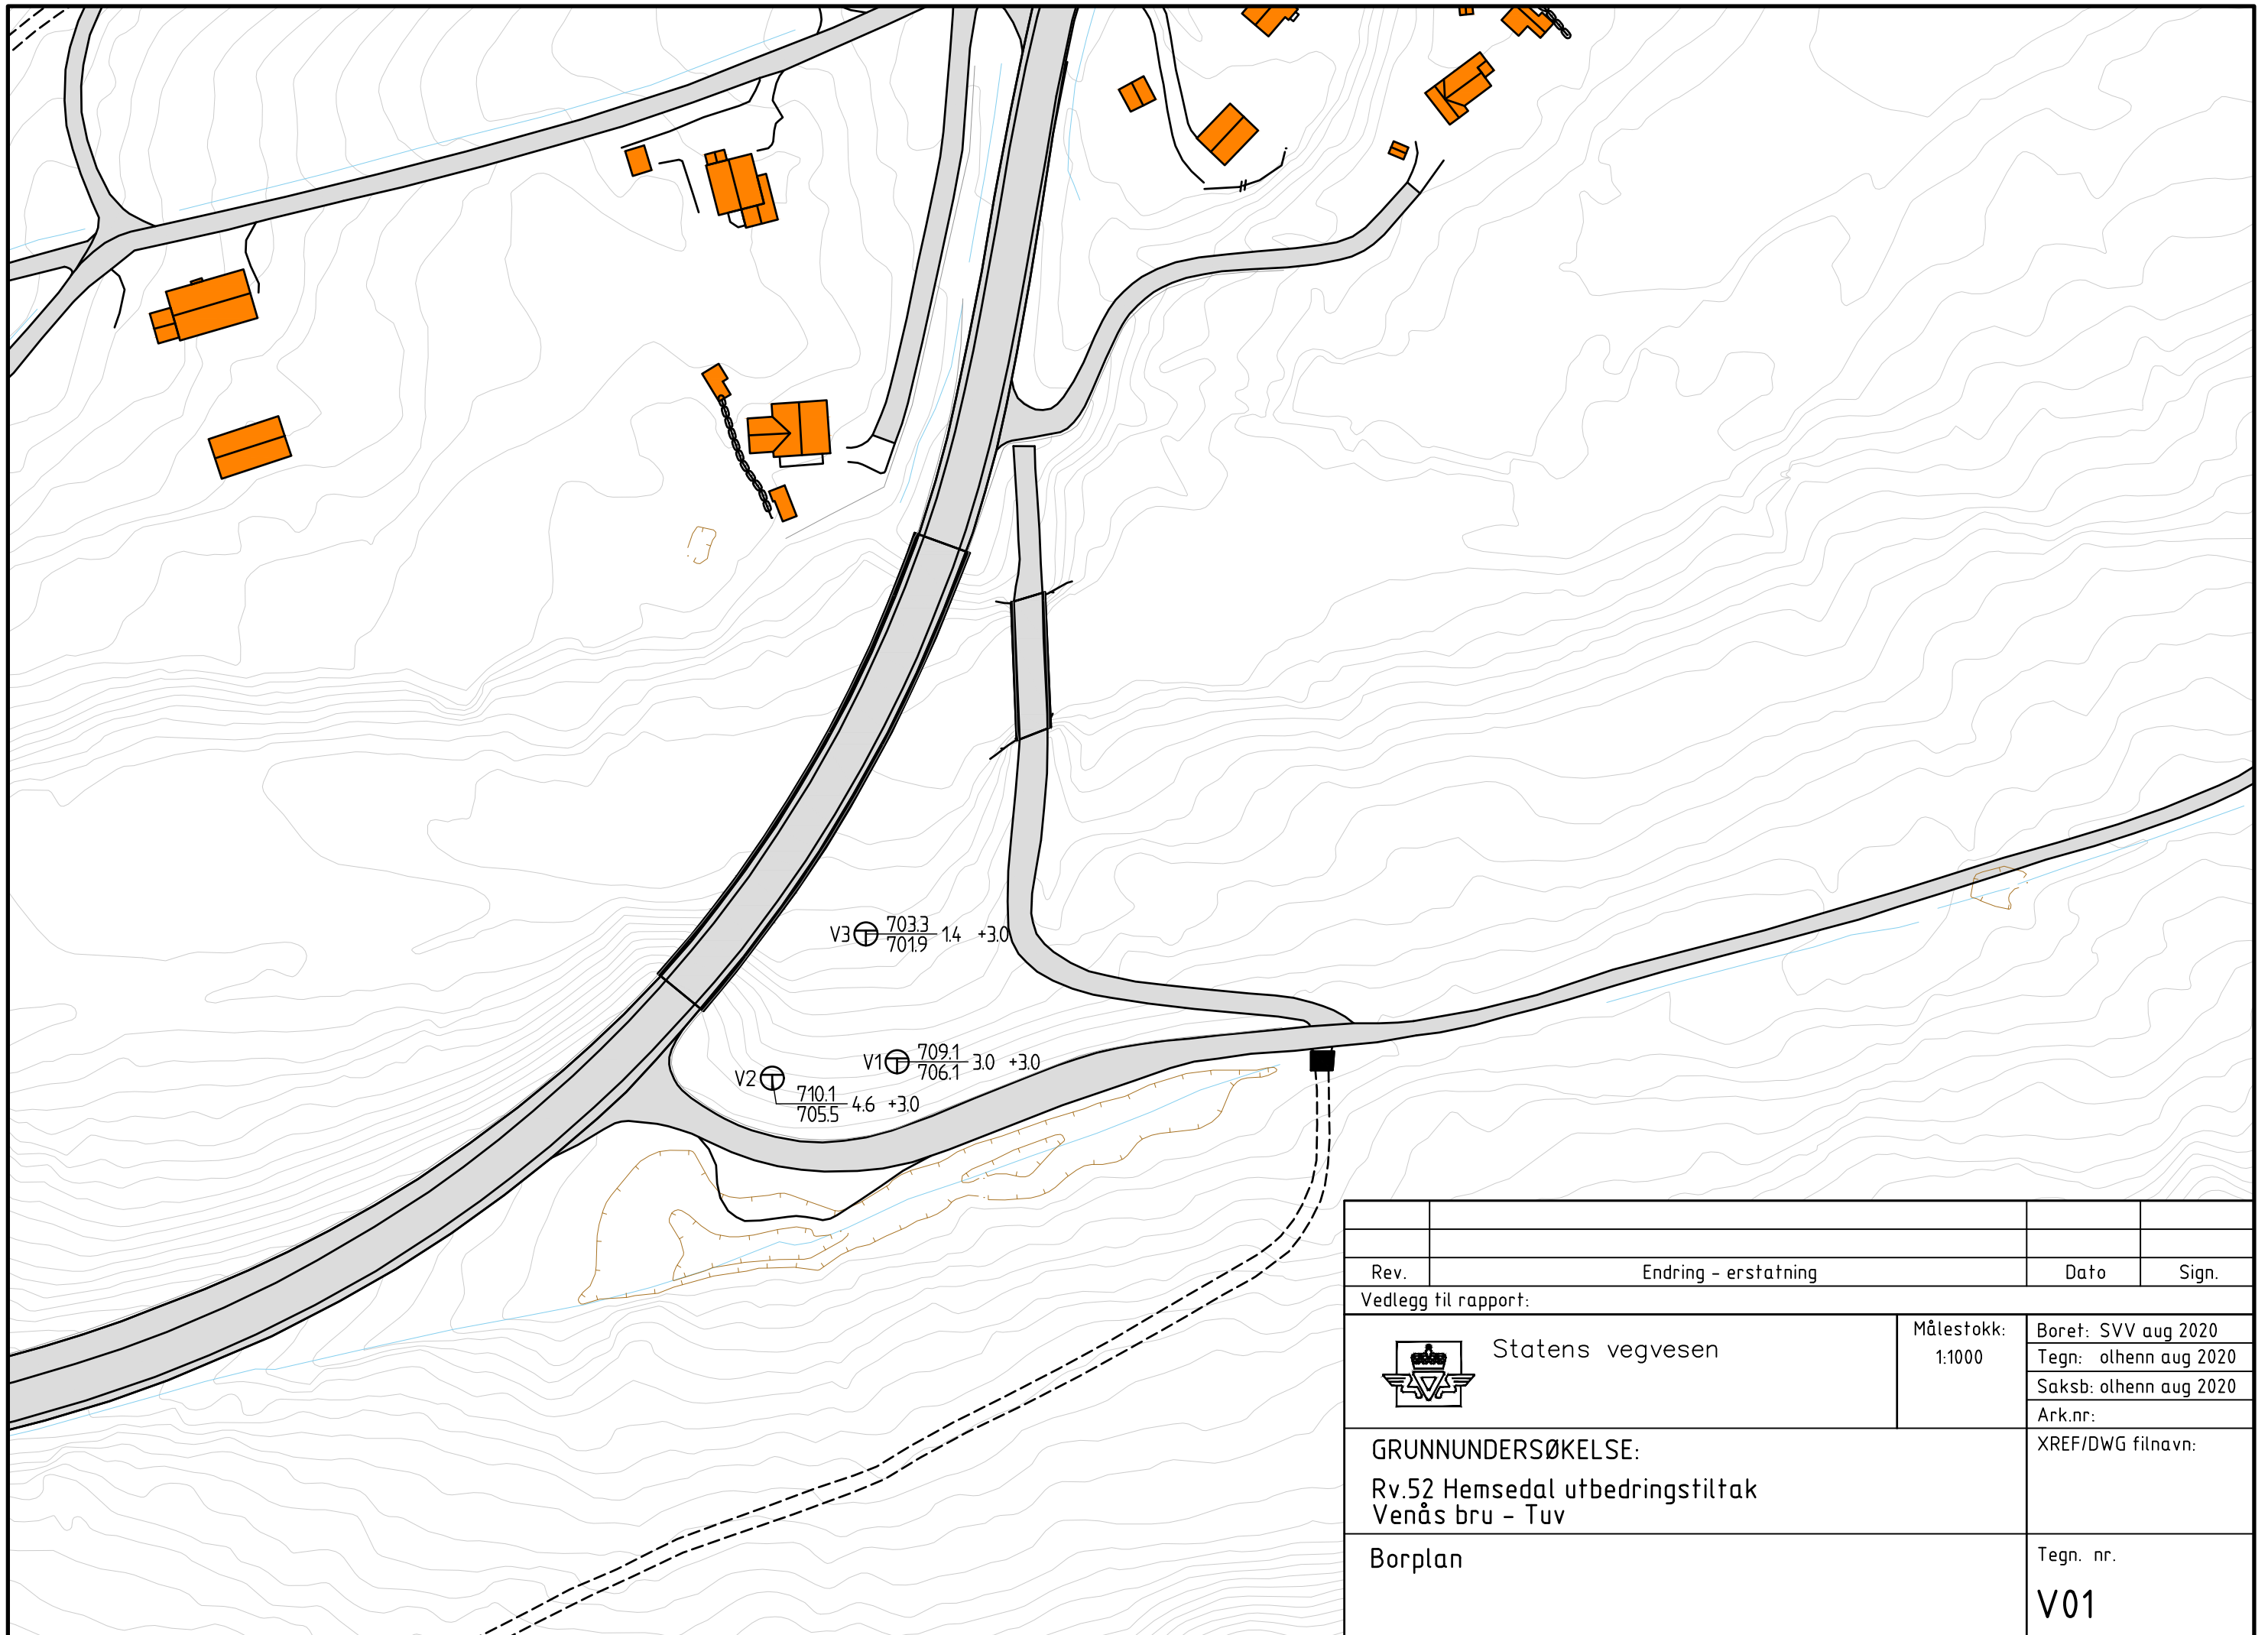 V3 703.3 1.4 +3.0
701.9
V1 709.1 3.0 +3.0
706.1
V2
710.1 4.6 +3.0
705.5
Rev. Endring - erstatning Dato Sign.
Vedlegg til rapport:
Statens vegvesen
Målestokk:
1:1000
Boret: SVV aug 2020
Tegn: olhenn aug 2020
Saksb: olhenn aug 2020
Ark.nr:
GRUNNUNDERSØKELSE:
Rv.52 Hemsedal utbedringstiltak
Venås bru - Tuv
XREF/DWG filnavn:
Borplan
Tegn. nr.
V01